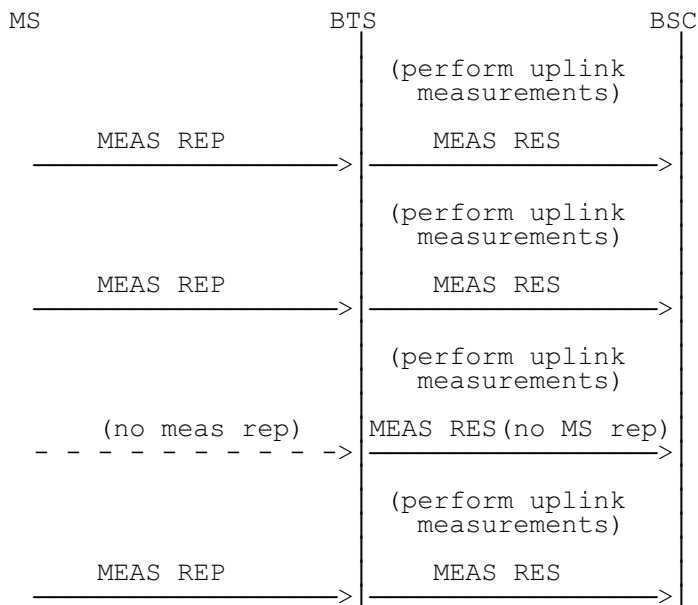 MS BTS BSC
(perform uplink
measurements)
MEAS REP MEAS RES
(perform uplink
measurements)
MEAS REP MEAS RES
(perform uplink
measurements)
(no meas rep) MEAS RES(no MS rep)
(perform uplink
measurements)
MEAS REP MEAS RES